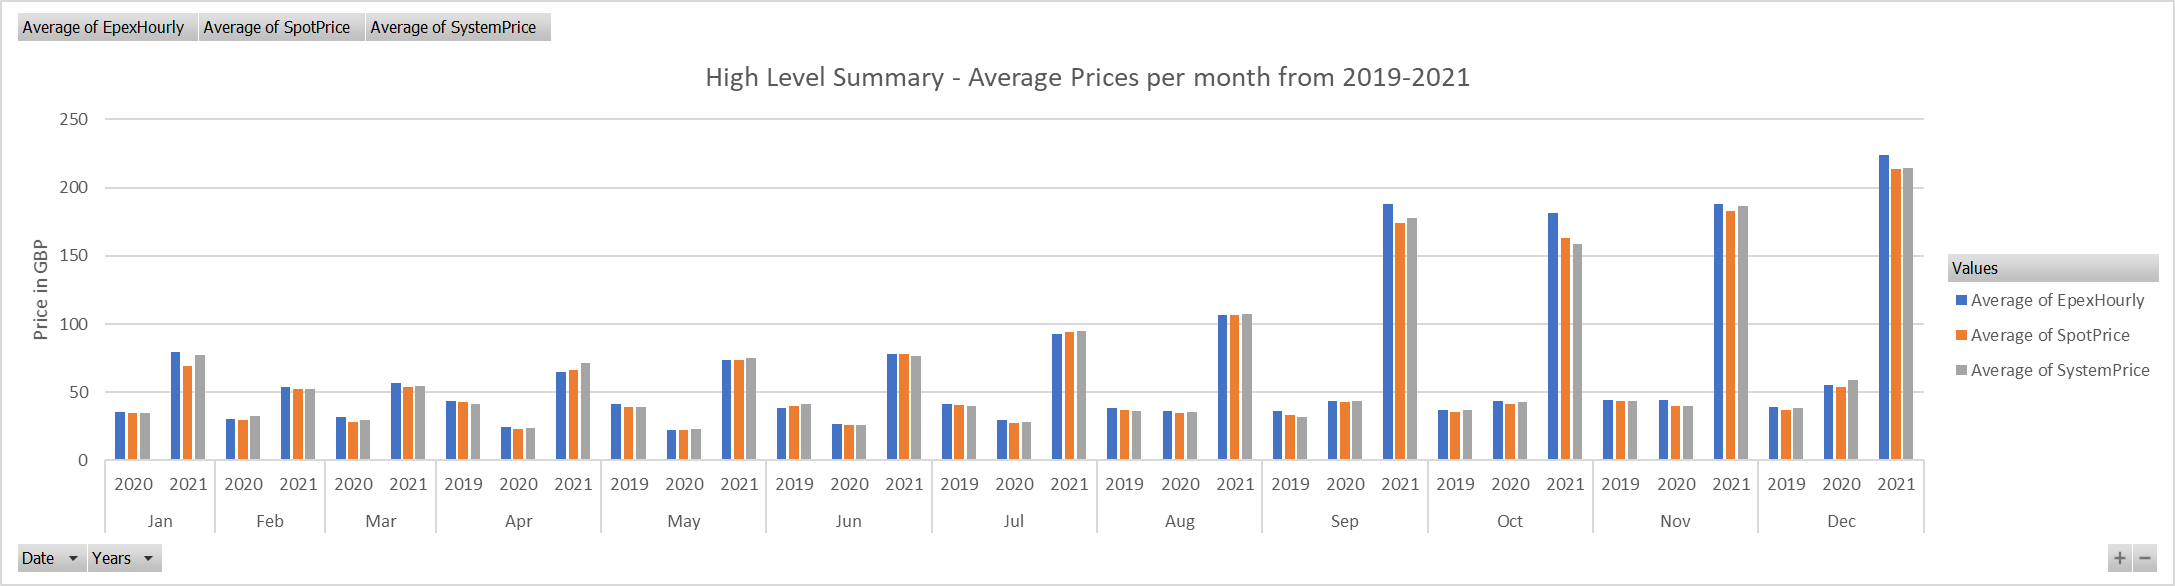 Average of EpexHourly Average of SpotPrice Average of SystemPrice
High Level Summary - Average Prices per month from 2019-2021
Price in GBP
250
200
150
100
50
0
2020 2021 2020 2021 2020 2021 2019 2020 2021 2019 2020 2021 2019 2020 2021 2019 2020 2021 2019 2020 2021 2019 2020 2021 2019 2020 2021 2019 2020 2021 2019 2020 2021
Jan Feb Mar Apr May Jun Jul Aug Sep Oct Nov Dec
Values
Average of EpexHourly
Average of SpotPrice
Average of SystemPrice
Date Years
+ −